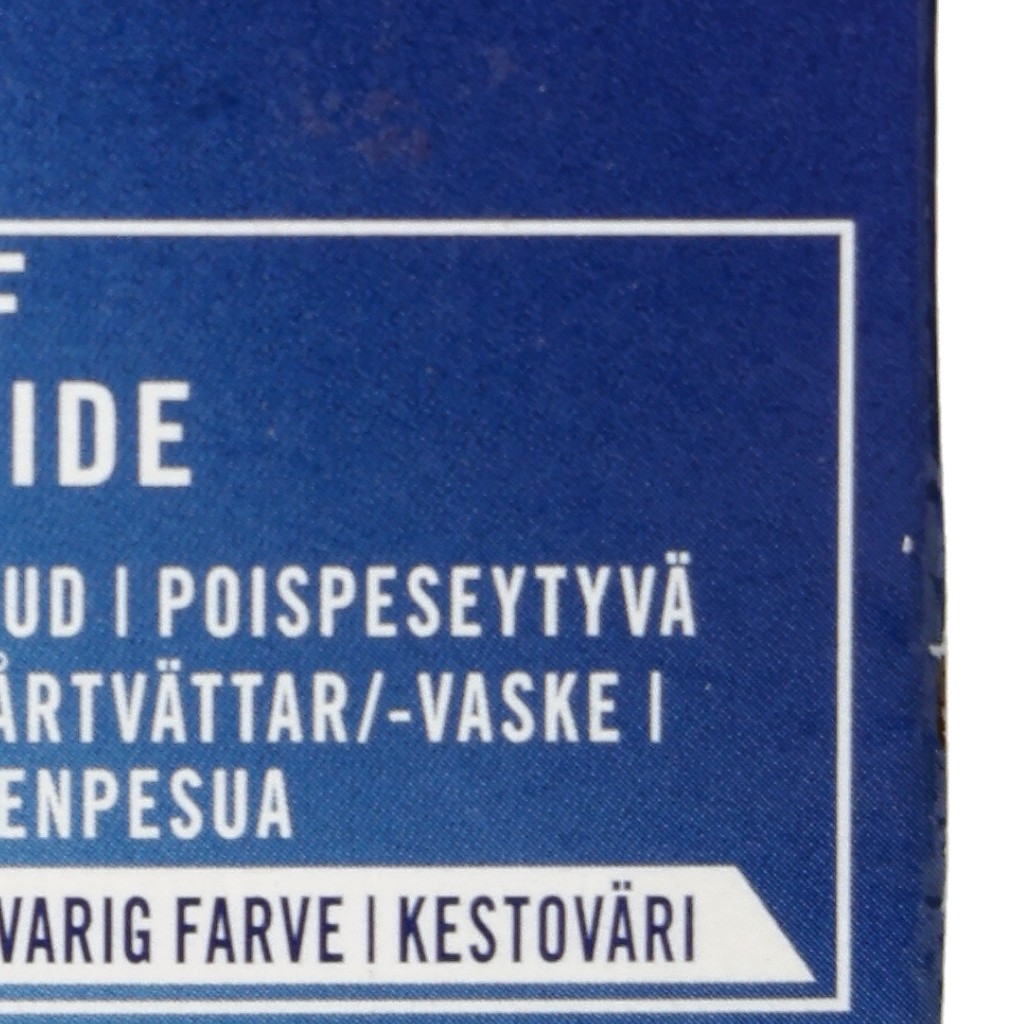 F
IDE
UD | POISPESEYTYVÄ
ÅRTVÄTTAR/-VASKE |
ENPESUA
VARIG FARVE | KESTOVÄRI